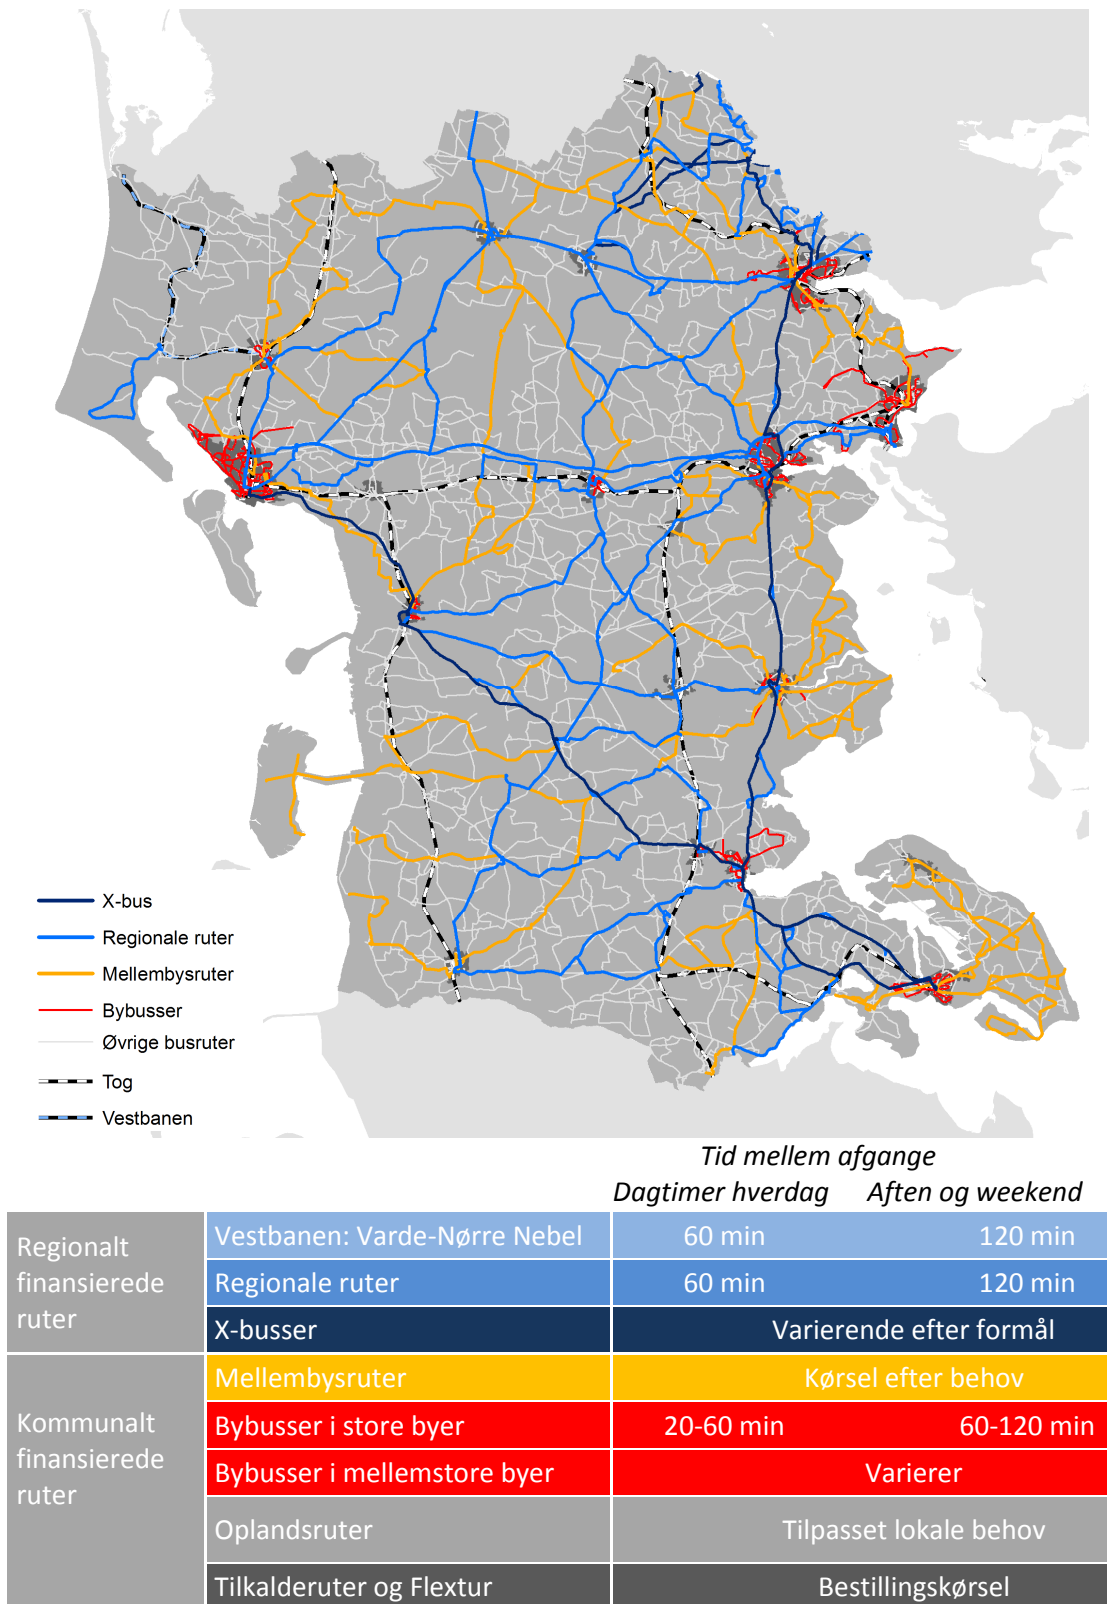 X-bus
Regionale ruter
Mellembysruter
Bybusser
Øvrige busruter
Tog
Vestbanen
Tid mellem afgange
Dagtimer hverdag Aften og weekend
Regionalt finansierede ruter
Vestbanen: Varde-Nørre Nebel 60 min 120 min
Regionale ruter 60 min 120 min
X-busser Varierende efter formål
Kommunalt finansierede ruter
Mellembysruter Kørsel efter behov
Bybusser i store byer 20-60 min 60-120 min
Bybusser i mellemstore byer Varierer
Oplandsruter Tilpasset lokale behov
Tilkalderuter og Flextur Bestillingskørsel